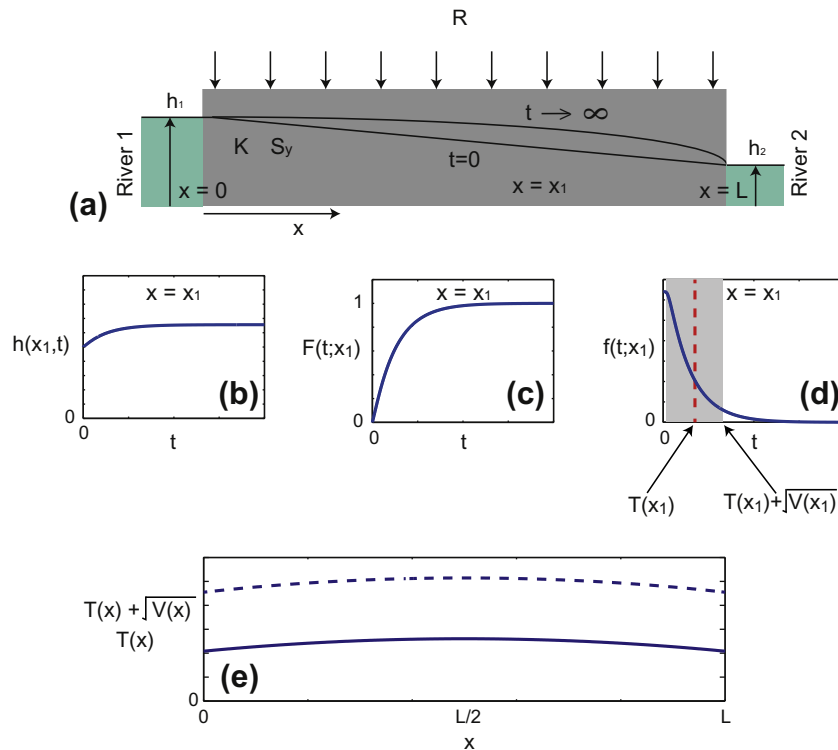 R
h₁
t → ∞
h₂
River 1
K Sy
t=0
River 2
(a)
x = 0
x = x₁
x = L
x
x = x₁
h(x₁,t)
0
(b)
0
t
x = x₁
1
F(t;x₁)
0
(c)
0
t
x = x₁
f(t;x₁)
0
(d)
0
t
T(x₁)
T(x₁)+√V(x₁)
T(x) +√V(x)
T(x)
0
(e)
0
L/2
L
x